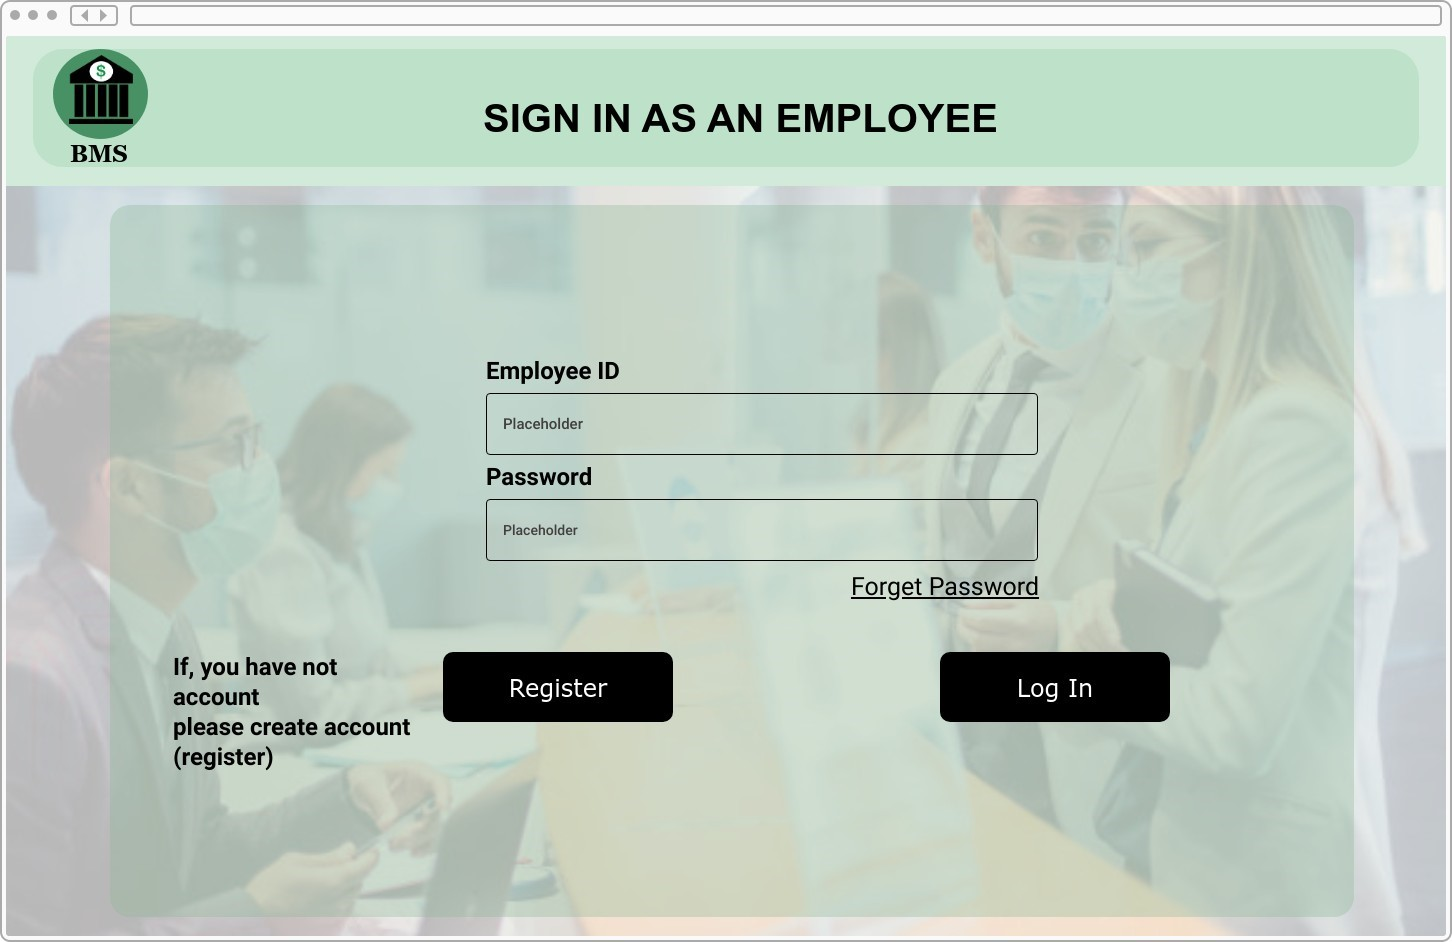 $
BMS
SIGN IN AS AN EMPLOYEE
Employee ID
Placeholder
Password
Placeholder
Forget Password
If, you have not
account
please create account
(register)
Register
Log In